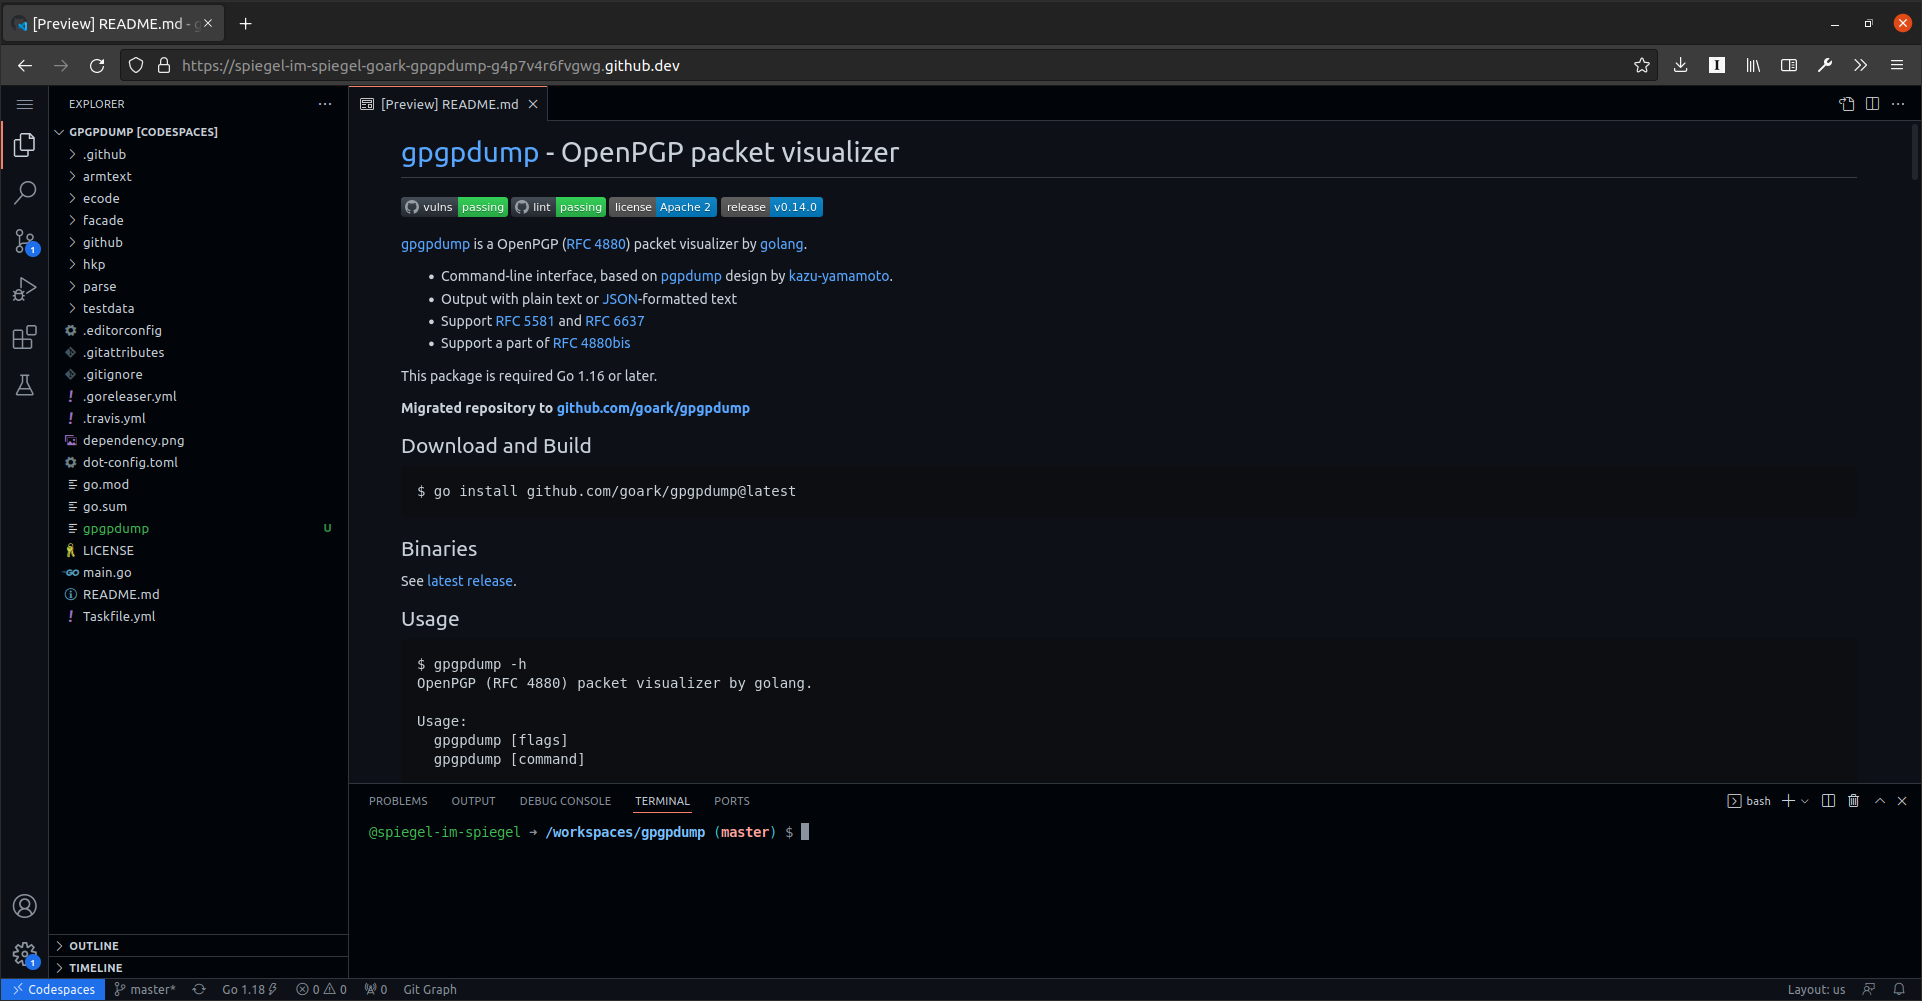 [Preview] README.md - g
https://spiegel-im-spiegel-goark-gpgpdump-g4p7v4r6fvgwg.github.dev
EXPLORER
GPGPDUMP [CODESPACES]
.github
armtext
ecode
facade
github
hkp
parse
testdata
.editorconfig
.gitattributes
.gitignore
.goreleaser.yml
.travis.yml
dependency.png
dot-config.toml
go.mod
go.sum
gpgpdump U
LICENSE
main.go
README.md
Taskfile.yml
OUTLINE
TIMELINE
[Preview] README.md
gpgpdump - OpenPGP packet visualizer
vulns passing lint passing license Apache 2 release v0.14.0
gpgpdump is a OpenPGP (RFC 4880) packet visualizer by golang.
• Command-line interface, based on pgpdump design by kazu-yamamoto.
• Output with plain text or JSON-formatted text
• Support RFC 5581 and RFC 6637
• Support a part of RFC 4880bis
This package is required Go 1.16 or later.
Migrated repository to github.com/goark/gpgpdump
Download and Build
$ go install github.com/goark/gpgpdump@latest
Binaries
See latest release.
Usage
$ gpgpdump -h
OpenPGP (RFC 4880) packet visualizer by golang.
Usage:
gpgpdump [flags]
gpgpdump [command]
PROBLEMS OUTPUT DEBUG CONSOLE TERMINAL PORTS
bash
@spiegel-im-spiegel → /workspaces/gpgpdump (master) $
1
1
Codespaces master* Go 1.18 0 0 0 Git Graph Layout: us